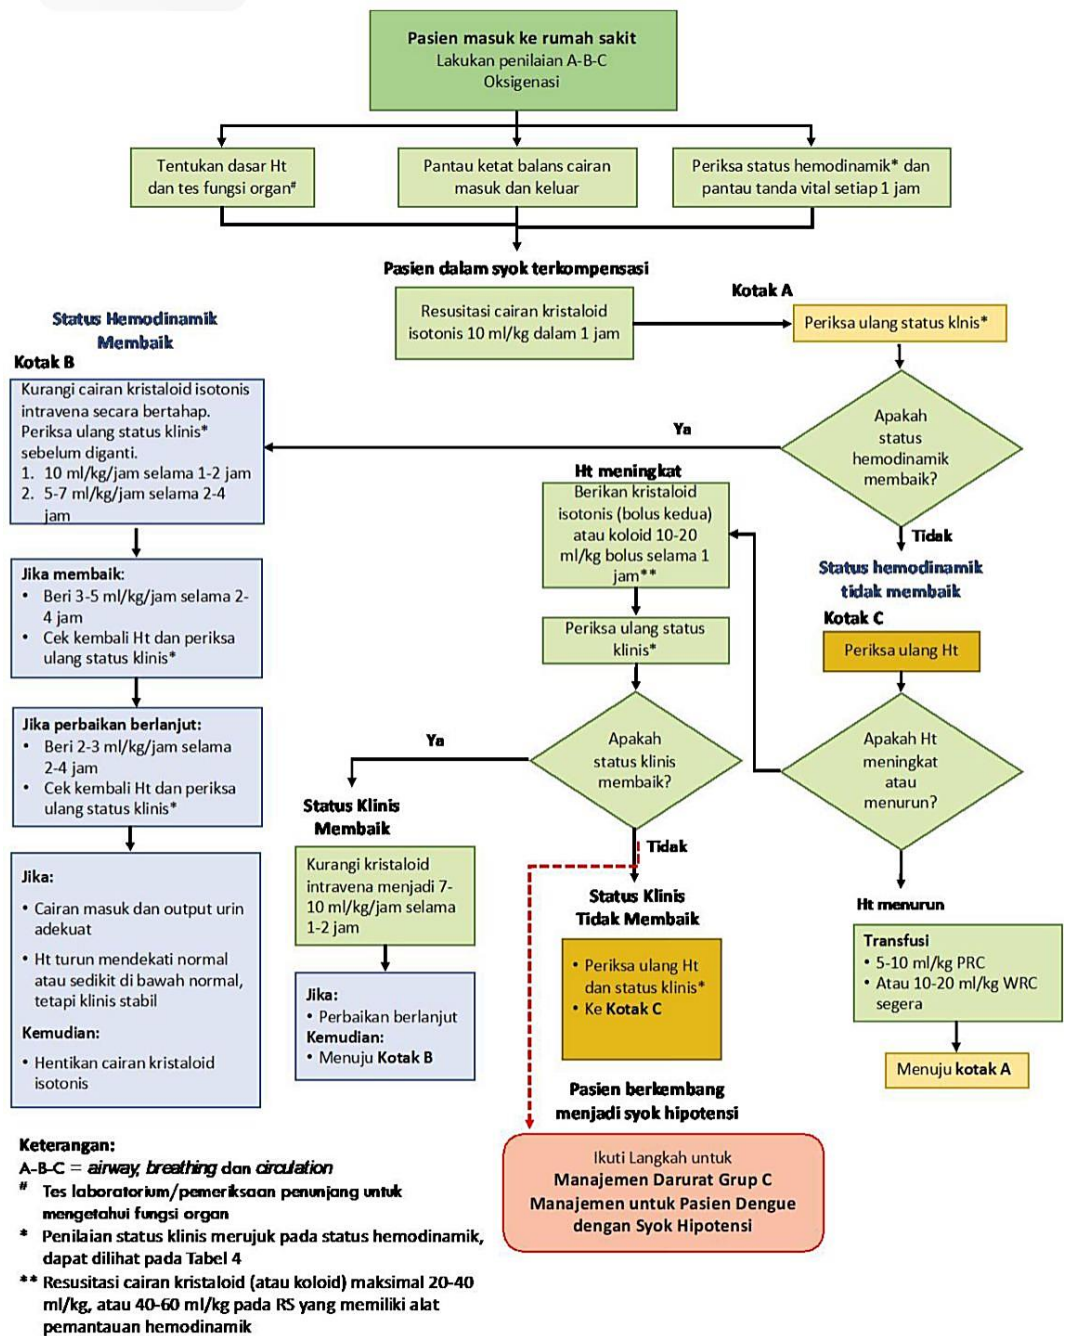 Pasien masuk ke rumah sakit
Lakukan penilaian A-B-C
Oksigenasi
Tentukan dasar Ht
dan tes fungsi organ#
Pantau ketat balans cairan
masuk dan keluar
Periksa status hemodinamik* dan
pantau tanda vital setiap 1 jam
Pasien dalam syok terkompensasi
Resusitasi cairan kristaloid
isotonis 10 ml/kg dalam 1 jam
Kotak A
Periksa ulang status klnis*
Apakah
status
hemodinamik
membaik?
Ya
Status Hemodinamik
Membaik
Kotak B
Kurangi cairan kristaloid isotonis
intravena secara bertahap.
Periksa ulang status klinis*
sebelum diganti.
1. 10 ml/kg/jam selama 1-2 jam
2. 5-7 ml/kg/jam selama 2-4
jam
Jika membaik:
• Beri 3-5 ml/kg/jam selama 2-
4 jam
• Cek kembali Ht dan periksa
ulang status klinis*
Jika perbaikan berlanjut:
• Beri 2-3 ml/kg/jam selama
2-4 jam
• Cek kembali Ht dan periksa
ulang status klinis*
Jika:
• Cairan masuk dan output urin
adekuat
• Ht turun mendekati normal
atau sedikit di bawah normal,
tetapi klinis stabil
Kemudian:
• Hentikan cairan kristaloid
isotonis
Tidak
Status hemodinamik
tidak membaik
Kotak C
Periksa ulang Ht
Apakah Ht
meningkat
atau
menurun?
Ht meningkat
Berikan kristaloid
isotonis (bolus kedua)
atau koloid 10-20
ml/kg bolus selama 1
jam**
Periksa ulang status
klinis*
Apakah
status klinis
membaik?
Ya
Status Klinis
Membaik
Kurangi kristaloid
intravena menjadi 7-
10 ml/kg/jam selama
1-2 jam
Jika:
• Perbaikan berlanjut
Kemudian:
• Menuju Kotak B
Tidak
Status Klinis
Tidak Membaik
• Periksa ulang Ht
dan status klinis*
• Ke Kotak C
Ht menurun
Transfusi
• 5-10 ml/kg PRC
• Atau 10-20 ml/kg WRC
segera
Menuju kotak A
Pasien berkembang
menjadi syok hipotensi
Ikuti Langkah untuk
Manajemen Darurat Grup C
Manajemen untuk Pasien Dengue
dengan Syok Hipotensi
Keterangan:
A-B-C = airway, breathing dan circulation
# Tes laboratorium/pemeriksaan penunjang untuk
mengetahui fungsi organ
* Penilaian status klinis merujuk pada status hemodinamik,
dapat dilihat pada Tabel 4
** Resusitasi cairan kristaloid (atau koloid) maksimal 20-40
ml/kg, atau 40-60 ml/kg pada RS yang memiliki alat
pemantauan hemodinamik